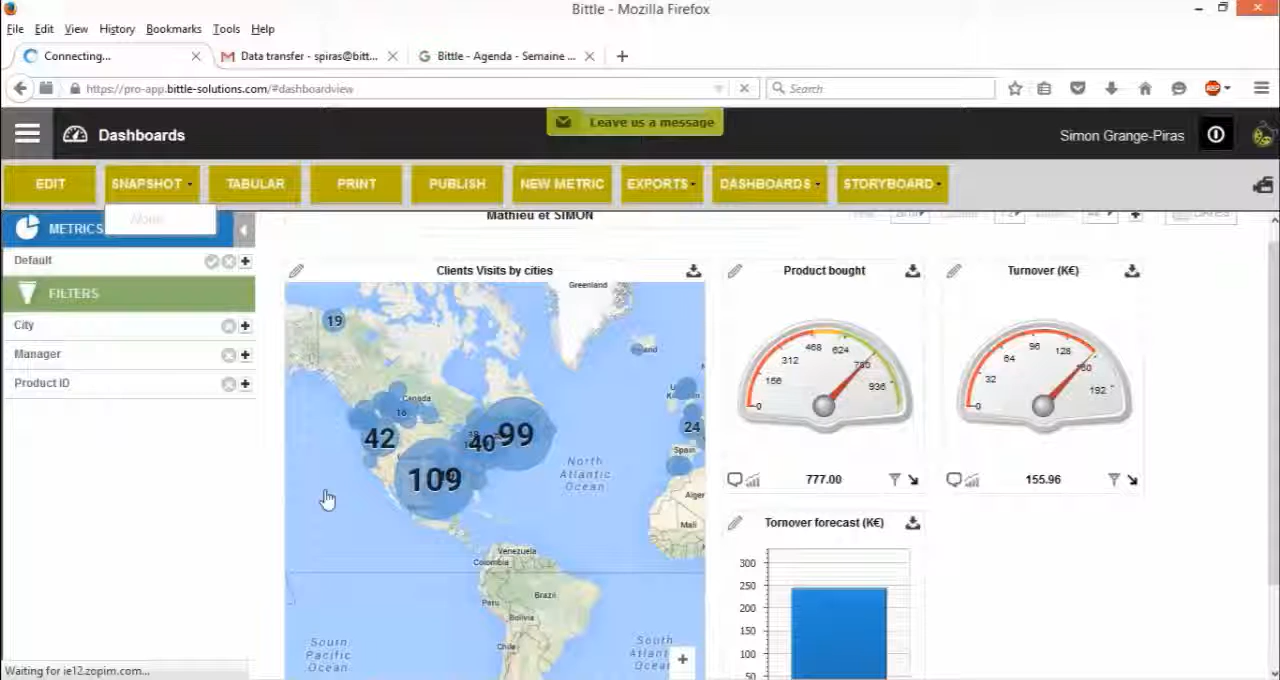 Bittle - Mozilla Firefox
File Edit View History Bookmarks Tools Help
Connecting... Data transfer - spiras@bitt... Bittle - Agenda - Semaine ...
https://pro-app.bittle-solutions.com/#dashboardview Search
Leave us a message
Dashboards Simon Grange-Piras
EDIT SNAPSHOT TABULAR PRINT PUBLISH NEW METRIC EXPORTS DASHBOARDS STORYBOARD
None
Mathieu et SIMON
METRICS
Default
FILTERS
City
Manager
Product ID
Clients Visits by cities
Greenland
19
Canada
16
42
40
99
109
24
Spain
Alger
Mali
North
Atlantic
Ocean
Venezuela
Colombia
Brazil
Peru
Bolivia
Chile
South
Pacific
Ocean
South
Product bought
0 156 312 468 624 780 936
777.00
Turnover (K€)
0 32 64 96 128 160 192
155.96
Tornover forecast (K€)
300
250
200
150
100
50
Waiting for ie12.zopim.com...